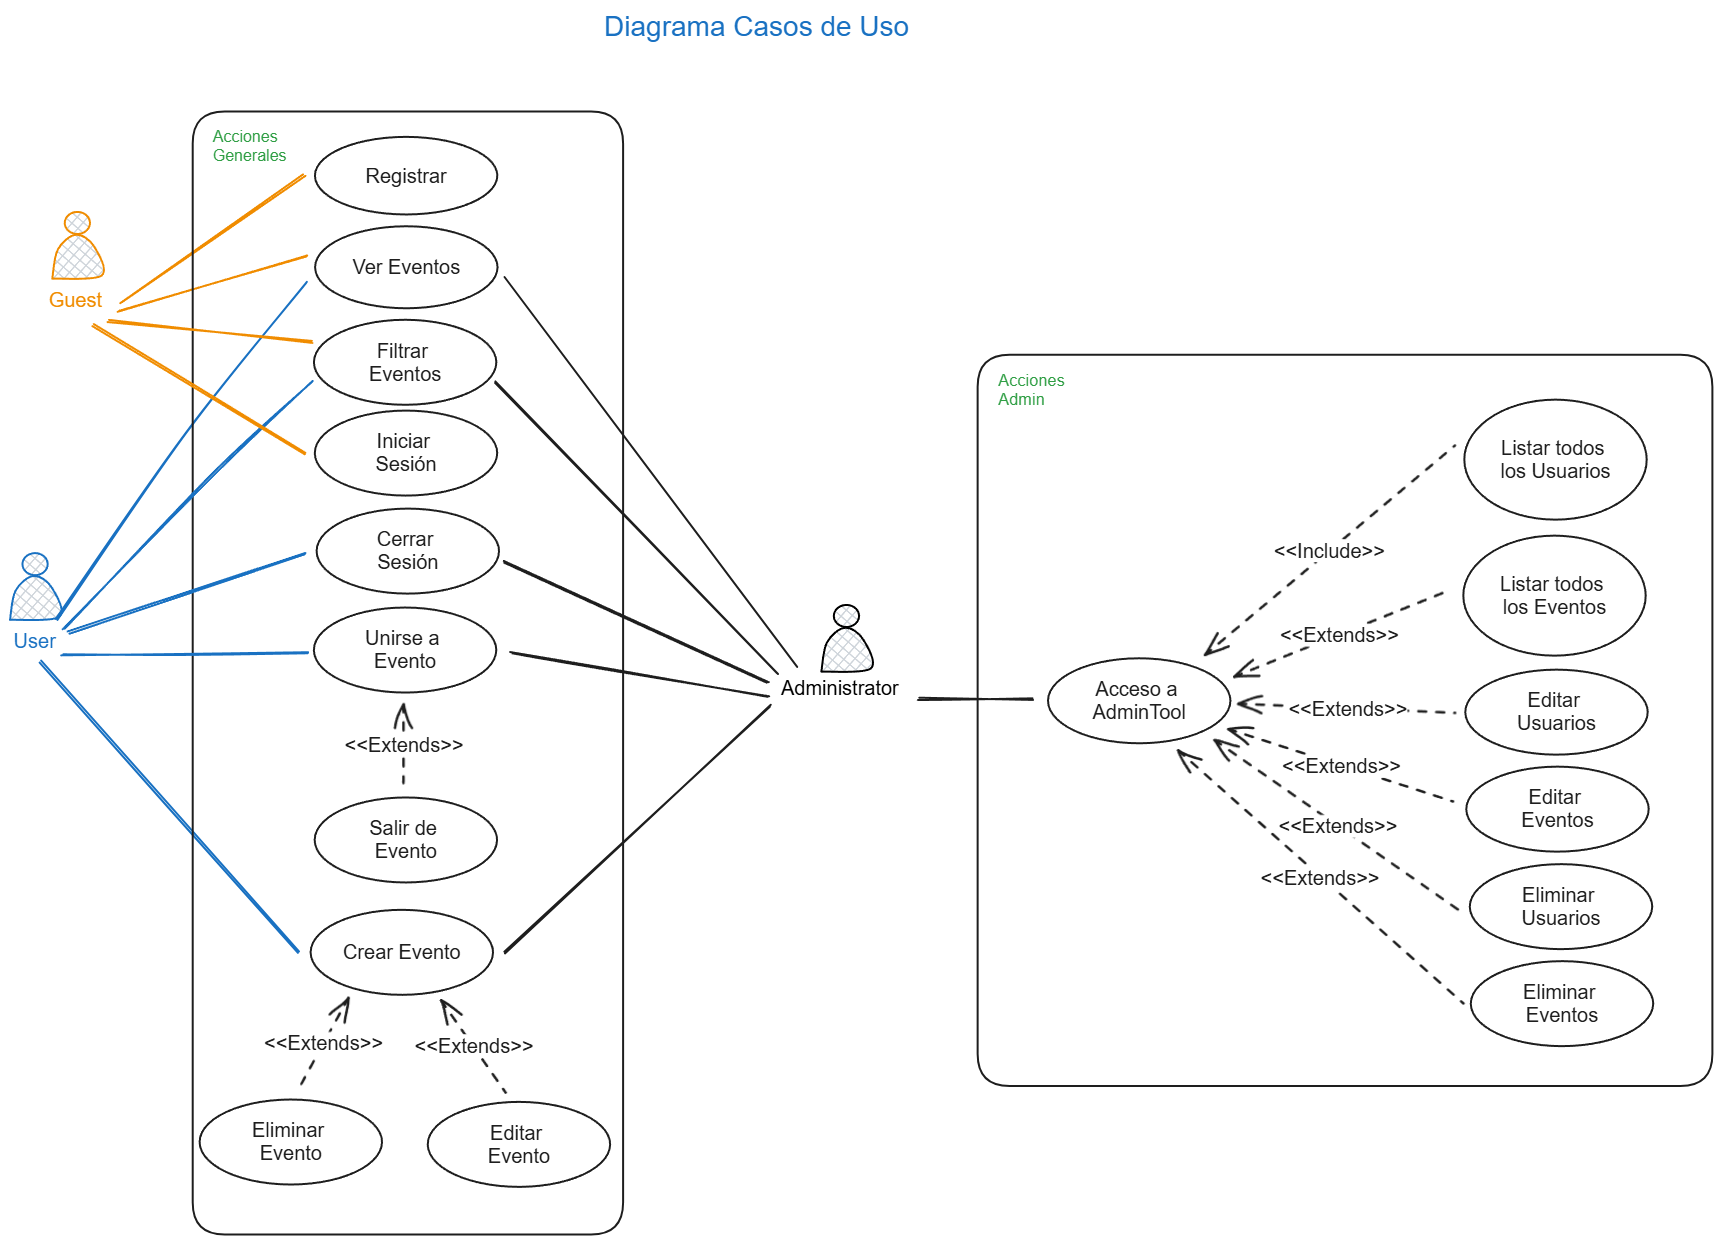 Diagrama Casos de Uso
Acciones
Generales
Registrar
Ver Eventos
Guest
Filtrar
Eventos
Iniciar
Sesión
Cerrar
Sesión
User
Unirse a
Evento
<<Extends>>
Salir de
Evento
Crear Evento
<<Extends>>
<<Extends>>
Eliminar
Evento
Editar
Evento
Administrator
Acciones
Admin
Acceso a
AdminTool
<<Include>>
<<Extends>>
<<Extends>>
<<Extends>>
<<Extends>>
<<Extends>>
Listar todos
los Usuarios
Listar todos
los Eventos
Editar
Usuarios
Editar
Eventos
Eliminar
Usuarios
Eliminar
Eventos